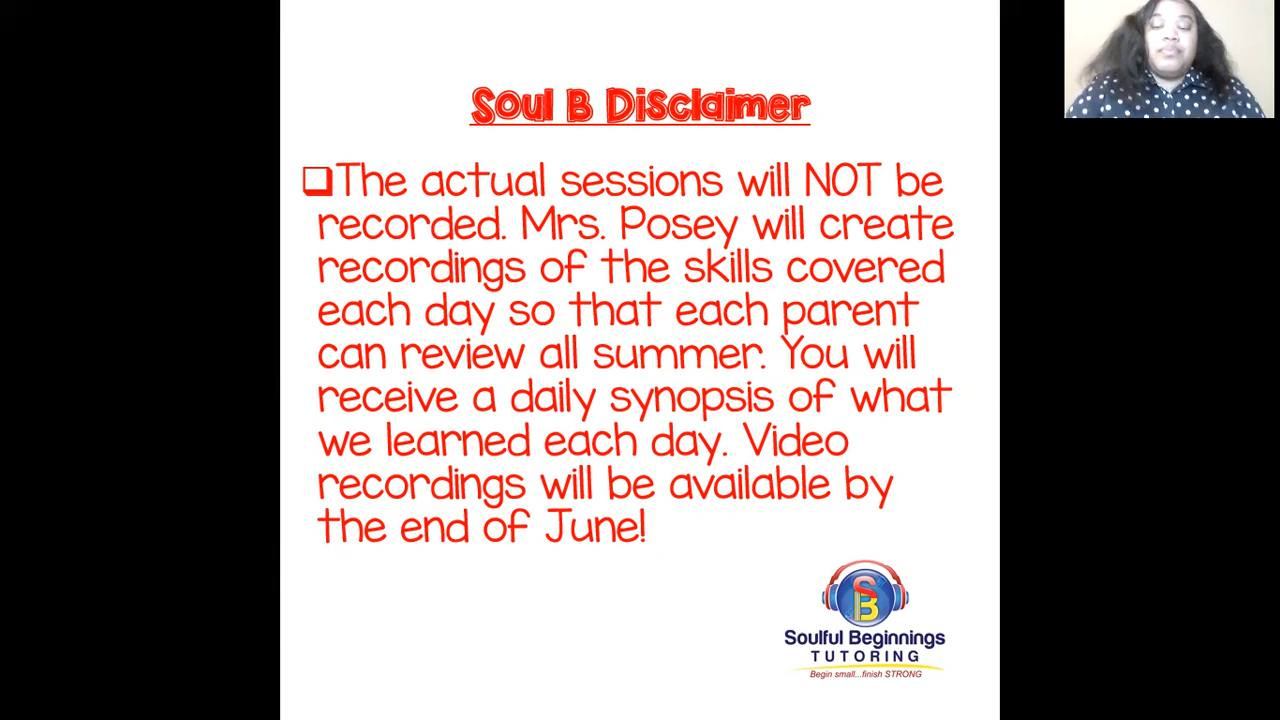 Soul B Disclaimer
The actual sessions will NOT be
recorded. Mrs. Posey will create
recordings of the skills covered
each day so that each parent
can review all summer. You will
receive a daily synopsis of what
we learned each day. Video
recordings will be available by
the end of June!
SB
Soulful Beginnings
TUTORING
Begin small...finish STRONG